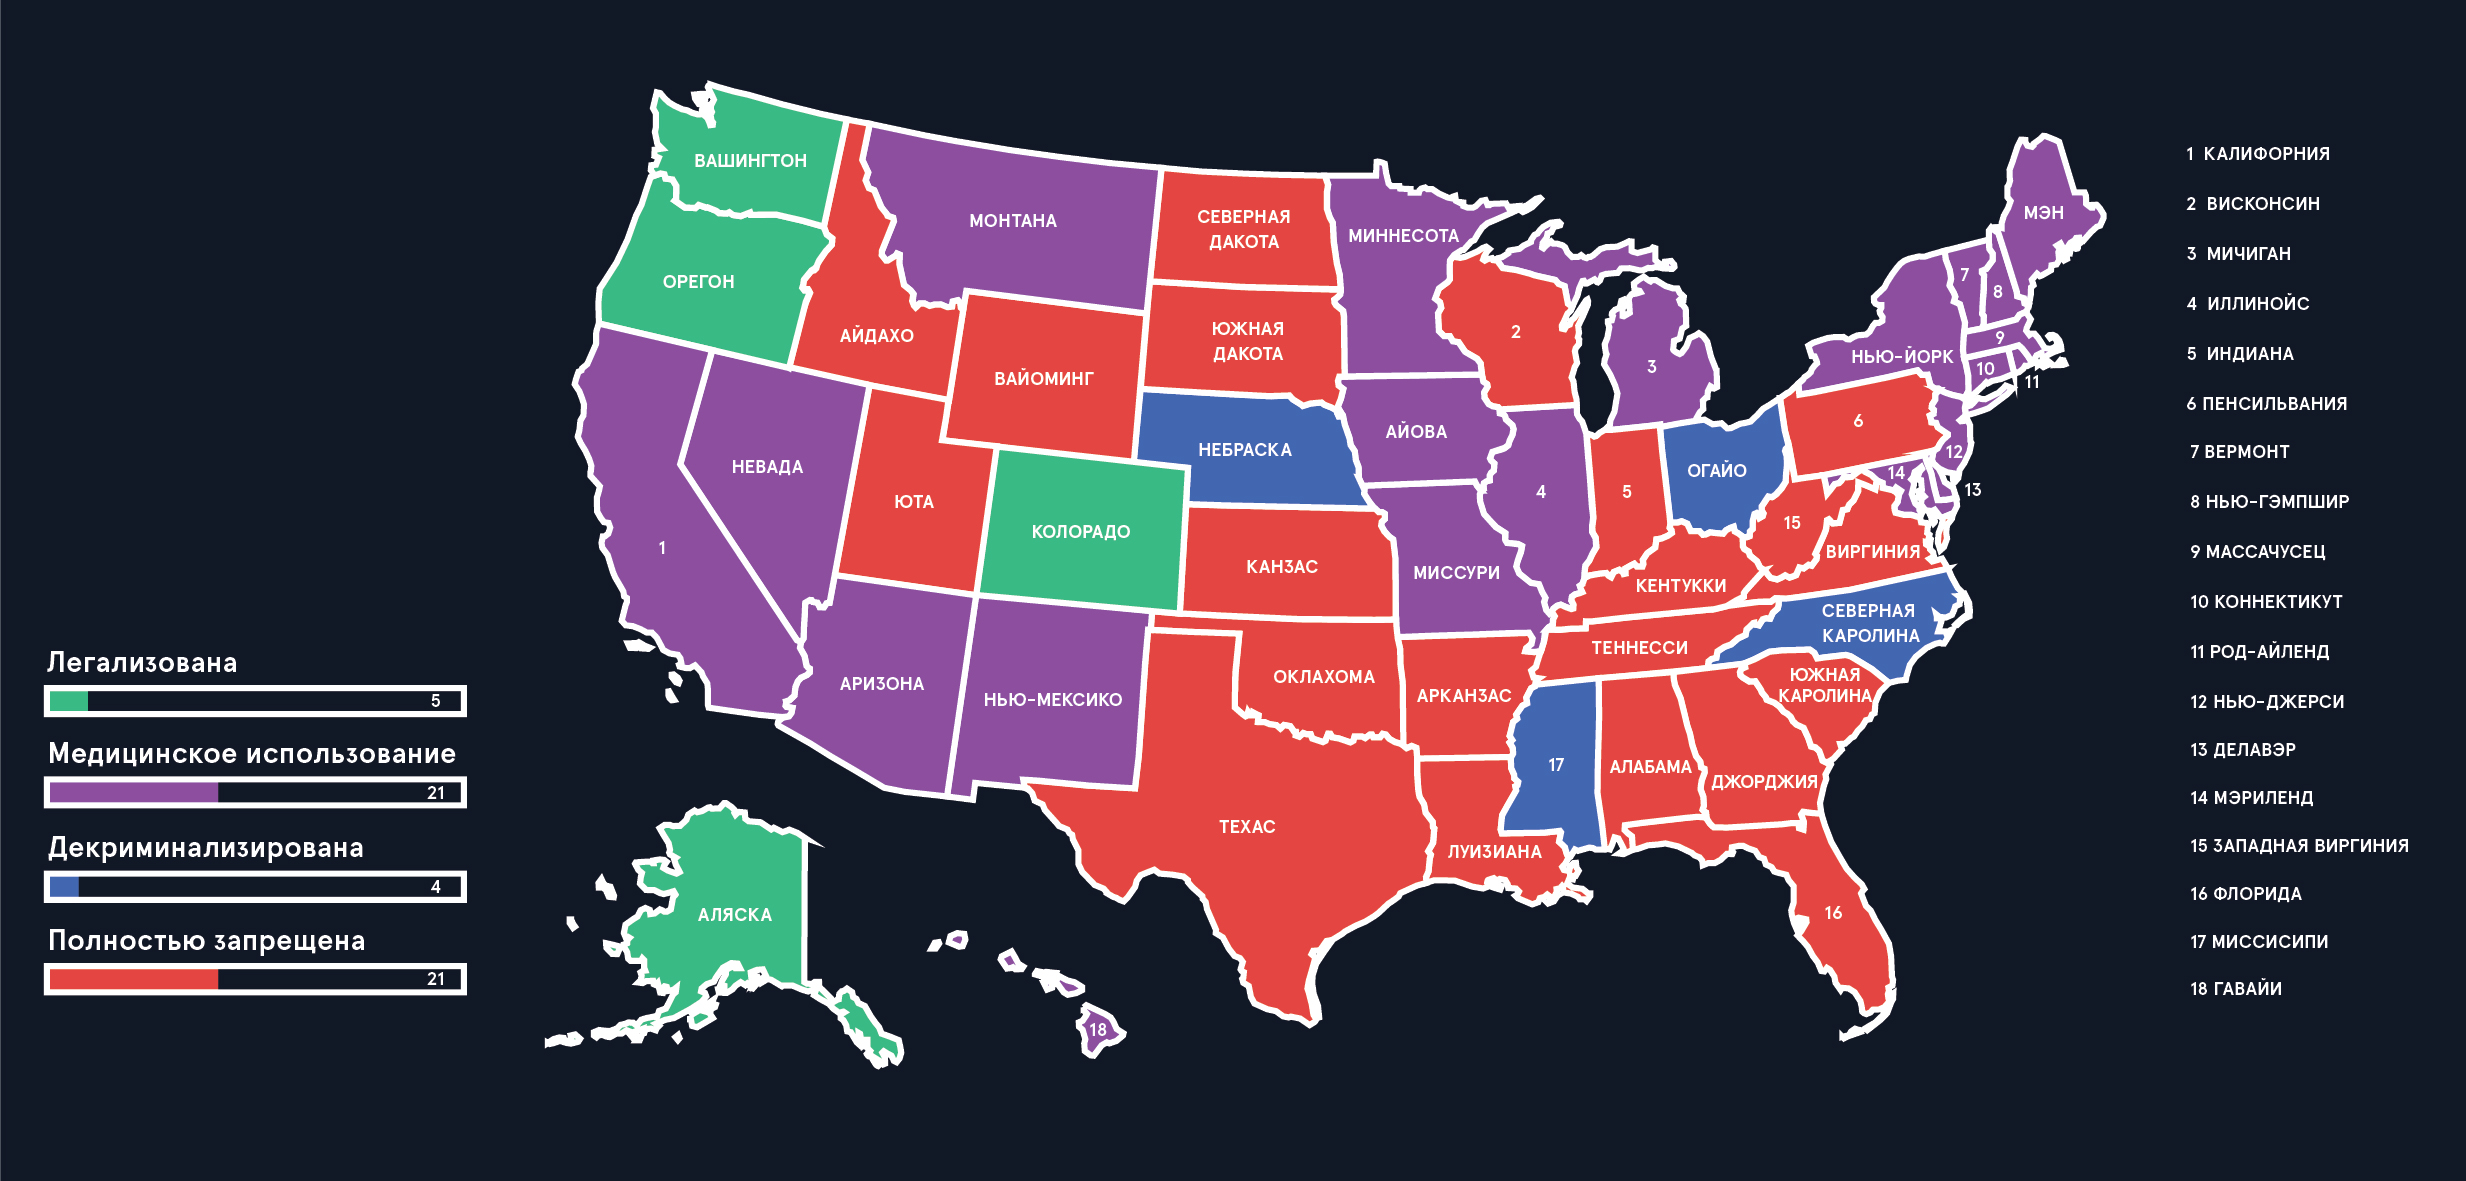 ВАШИНГТОН
ОРЕГОН
МОНТАНА
АЙДАХО
ВАЙОМИНГ
СЕВЕРНАЯ
ДАКОТА
ЮЖНАЯ
ДАКОТА
МИННЕСОТА
2
3
МЭН
7
8
9
НЬЮ-ЙОРК
10
11
НЕВАДА
ЮТА
КОЛОРАДО
НЕБРАСКА
АЙОВА
4
5
ОГАЙО
6
12
14
13
1
КАНЗАС
МИССУРИ
КЕНТУККИ
15
ВИРГИНИЯ
СЕВЕРНАЯ
КАРОЛИНА
ТЕННЕССИ
ЮЖНАЯ
КАРОЛИНА
АРИЗОНА
НЬЮ-МЕКСИКО
ОКЛАХОМА
АРКАНЗАС
17
АЛАБАМА
ДЖОРДЖИЯ
ТЕХАС
ЛУИЗИАНА
16
АЛЯСКА
18
Легализована
5
Медицинское использование
21
Декриминализирована
4
Полностью запрещена
21
1 КАЛИФОРНИЯ
2 ВИСКОНСИН
3 МИЧИГАН
4 ИЛЛИНОЙС
5 ИНДИАНА
6 ПЕНСИЛЬВАНИЯ
7 ВЕРМОНТ
8 НЬЮ-ГЭМПШИР
9 МАССАЧУСЕЦ
10 КОННЕКТИКУТ
11 РОД-АЙЛЕНД
12 НЬЮ-ДЖЕРСИ
13 ДЕЛАВЭР
14 МЭРИЛЕНД
15 ЗАПАДНАЯ ВИРГИНИЯ
16 ФЛОРИДА
17 МИССИСИПИ
18 ГАВАЙИ